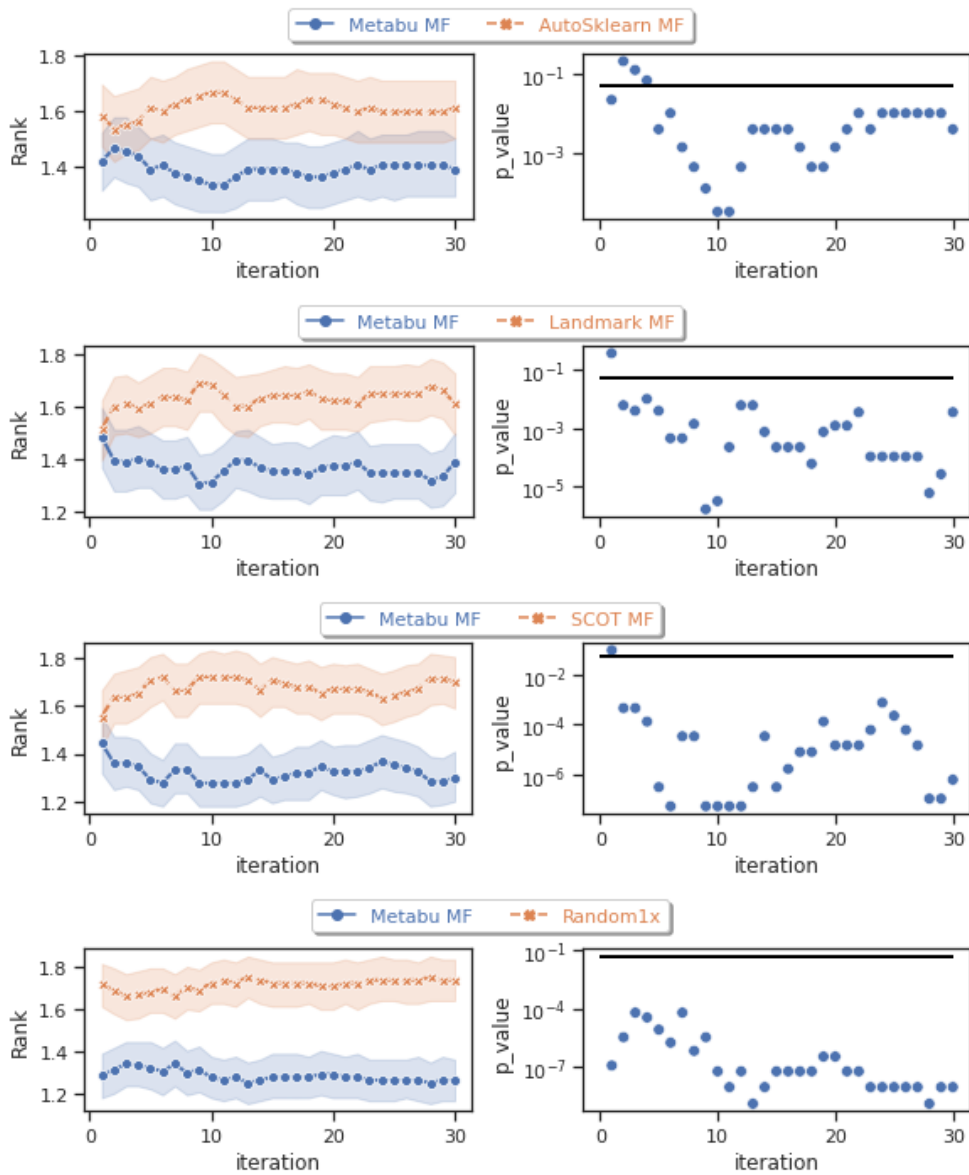 Metabu MF AutoSklearn MF
1.8
1.6
1.4
Rank
0 10 20 30
iteration
10^-1
10^-3
p_value
0 10 20 30
iteration
Metabu MF Landmark MF
1.8
1.6
1.4
1.2
Rank
0 10 20 30
iteration
10^-1
10^-3
10^-5
p_value
0 10 20 30
iteration
Metabu MF SCOT MF
1.8
1.6
1.4
1.2
Rank
0 10 20 30
iteration
10^-2
10^-4
10^-6
p_value
0 10 20 30
iteration
Metabu MF Random1x
1.8
1.6
1.4
1.2
Rank
0 10 20 30
iteration
10^-1
10^-4
10^-7
p_value
0 10 20 30
iteration